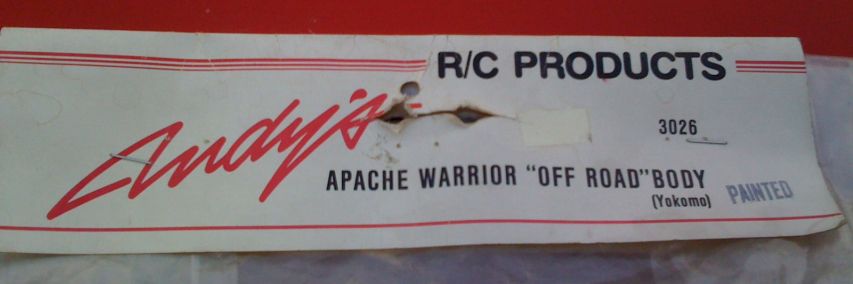 R/C PRODUCTS
Andy's
3026
APACHE WARRIOR "OFF ROAD" BODY
(Yokomo)
PAINTED